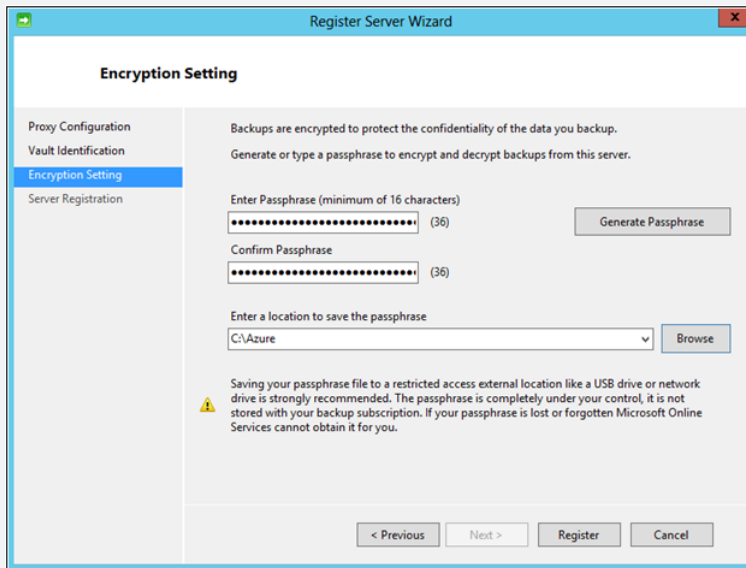 Register Server Wizard
x
Encryption Setting
Proxy Configuration
Vault Identification
Encryption Setting
Server Registration
Backups are encrypted to protect the confidentiality of the data you backup.
Generate or type a passphrase to encrypt and decrypt backups from this server.
Enter Passphrase (minimum of 16 characters)
(36)
Generate Passphrase
Confirm Passphrase
(36)
Enter a location to save the passphrase
C:\Azure
Browse
Saving your passphrase file to a restricted access external location like a USB drive or network
drive is strongly recommended. The passphrase is completely under your control, it is not
stored with your backup subscription. If your passphrase is lost or forgotten Microsoft Online
Services cannot obtain it for you.
< Previous
Next >
Register
Cancel